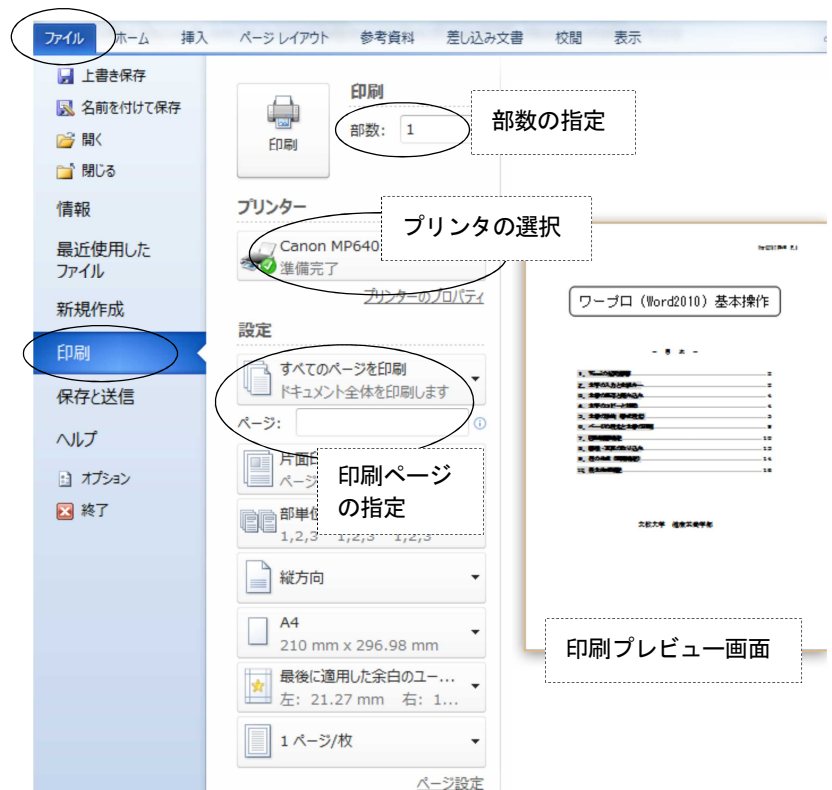 ファイル ホーム 挿入 ページ レイアウト 参考資料 差し込み文書 校閲 表示
上書き保存
名前を付けて保存
開く
閉じる
情報
最近使用した
ファイル
新規作成
印刷
保存と送信
ヘルプ
オプション
終了
印刷
印刷
部数: 1
部数の指定
プリンター
プリンタの選択
Canon MP640
準備完了
プリンターのプロパティ
設定
すべてのページを印刷
ドキュメント全体を印刷します
ページ:
片面
ページ
印刷ページ
の指定
部単
1,2,3 1,2,3 1,2,3
縦方向
A4
210 mm x 296.98 mm
最後に適用した余白のユー...
左: 21.27 mm 右: 1...
1 ページ/枚
ページ設定
ワープロ（Word2010）基本操作
印刷プレビュー画面